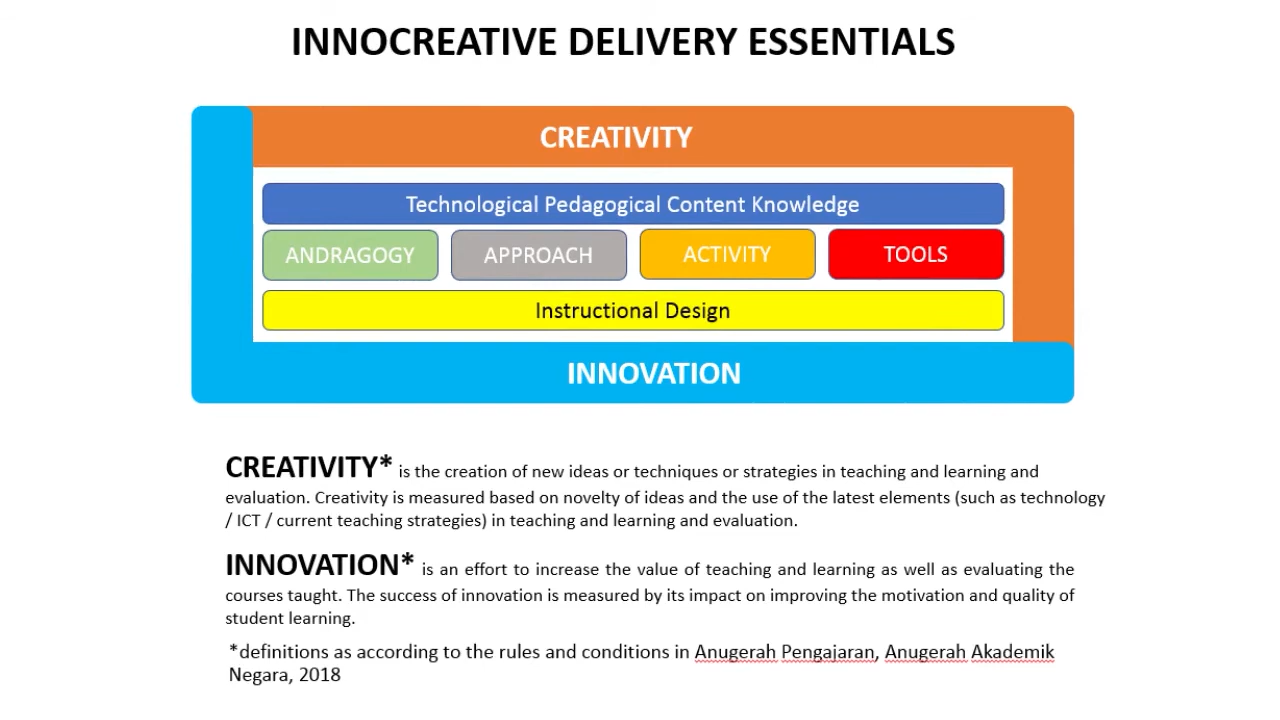 INNOCREATIVE DELIVERY ESSENTIALS
CREATIVITY
Technological Pedagogical Content Knowledge
ANDRAGOGY
APPROACH
ACTIVITY
TOOLS
Instructional Design
INNOVATION
CREATIVITY* is the creation of new ideas or techniques or strategies in teaching and learning and
evaluation. Creativity is measured based on novelty of ideas and the use of the latest elements (such as technology
/ ICT / current teaching strategies) in teaching and learning and evaluation.
INNOVATION* is an effort to increase the value of teaching and learning as well as evaluating the
courses taught. The success of innovation is measured by its impact on improving the motivation and quality of
student learning.
*definitions as according to the rules and conditions in Anugerah Pengajaran, Anugerah Akademik
Negara, 2018